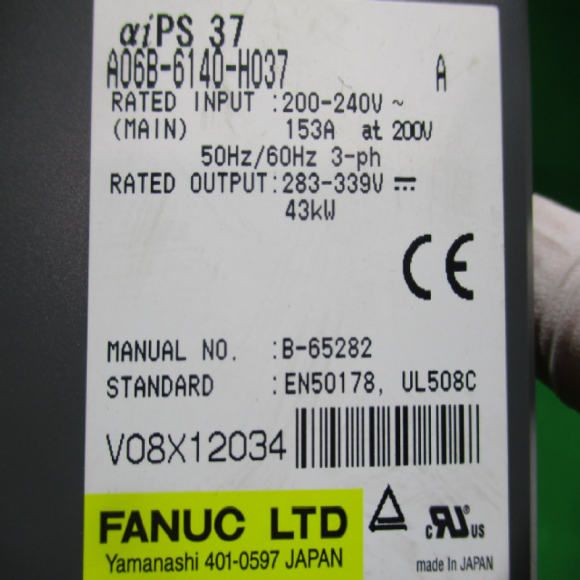 αiPS 37
A06B-6140-H037 A
RATED INPUT :200-240V ~
(MAIN) 153A at 200V
50Hz/60Hz 3-ph
RATED OUTPUT:283-339V ⎓
43kW
CE
MANUAL NO. :B-65282
STANDARD :EN50178, UL508C
V08X12034
FANUC LTD
Yamanashi 401-0597 JAPAN
c RU US
made In JAPAN